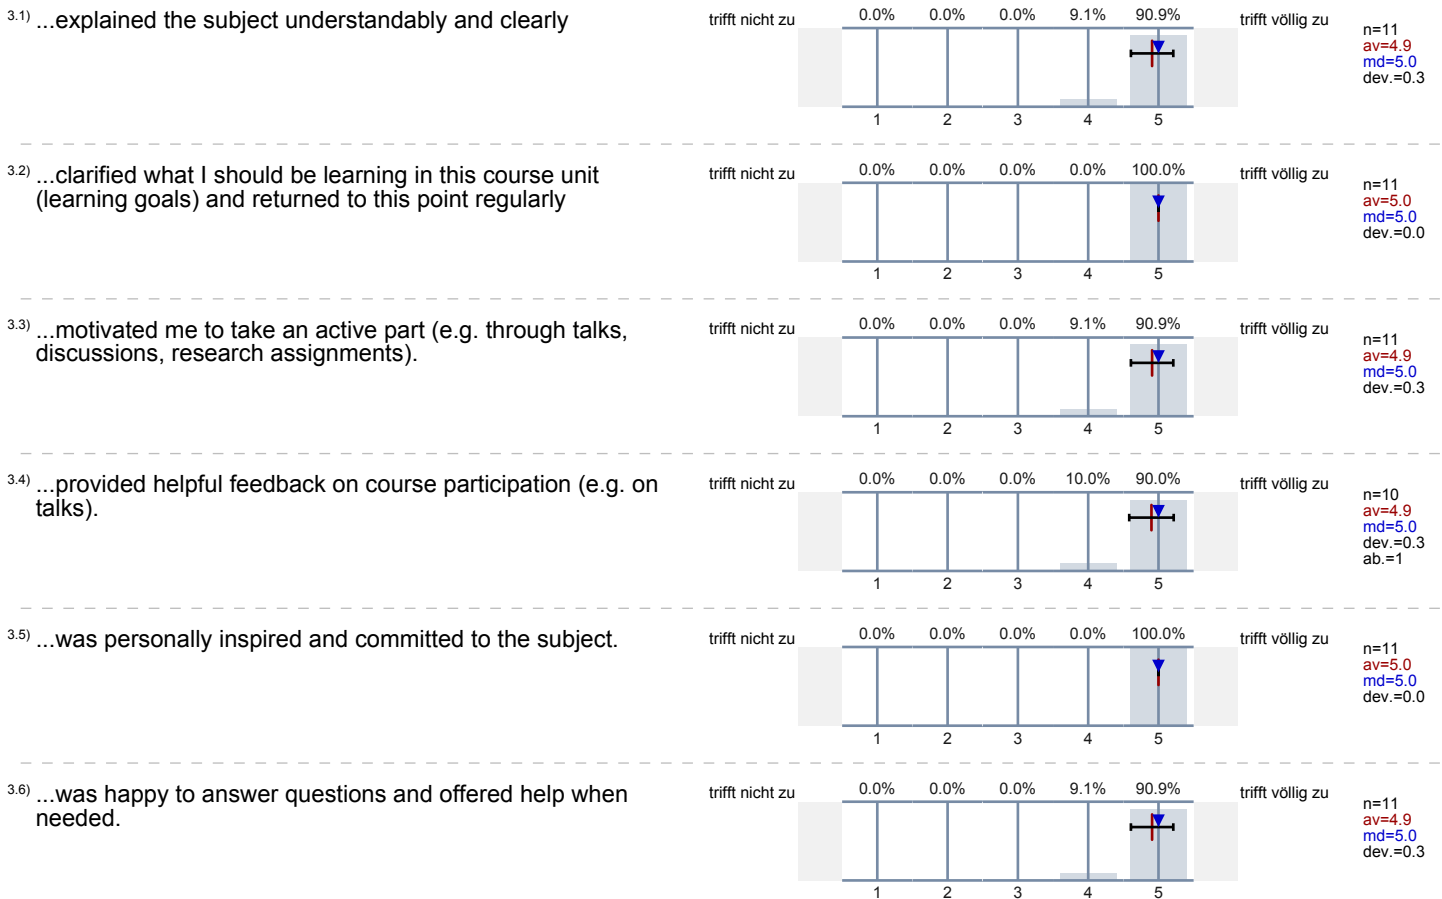 3.1) ...explained the subject understandably and clearly
trifft nicht zu 0.0% 0.0% 0.0% 9.1% 90.9% trifft völlig zu
1 2 3 4 5
n=11
av=4.9
md=5.0
dev.=0.3
3.2) ...clarified what I should be learning in this course unit
(learning goals) and returned to this point regularly
trifft nicht zu 0.0% 0.0% 0.0% 0.0% 100.0% trifft völlig zu
1 2 3 4 5
n=11
av=5.0
md=5.0
dev.=0.0
3.3) ...motivated me to take an active part (e.g. through talks,
discussions, research assignments).
trifft nicht zu 0.0% 0.0% 0.0% 9.1% 90.9% trifft völlig zu
1 2 3 4 5
n=11
av=4.9
md=5.0
dev.=0.3
3.4) ...provided helpful feedback on course participation (e.g. on
talks).
trifft nicht zu 0.0% 0.0% 0.0% 10.0% 90.0% trifft völlig zu
1 2 3 4 5
n=10
av=4.9
md=5.0
dev.=0.3
ab.=1
3.5) ...was personally inspired and committed to the subject.
trifft nicht zu 0.0% 0.0% 0.0% 0.0% 100.0% trifft völlig zu
1 2 3 4 5
n=11
av=5.0
md=5.0
dev.=0.0
3.6) ...was happy to answer questions and offered help when
needed.
trifft nicht zu 0.0% 0.0% 0.0% 9.1% 90.9% trifft völlig zu
1 2 3 4 5
n=11
av=4.9
md=5.0
dev.=0.3